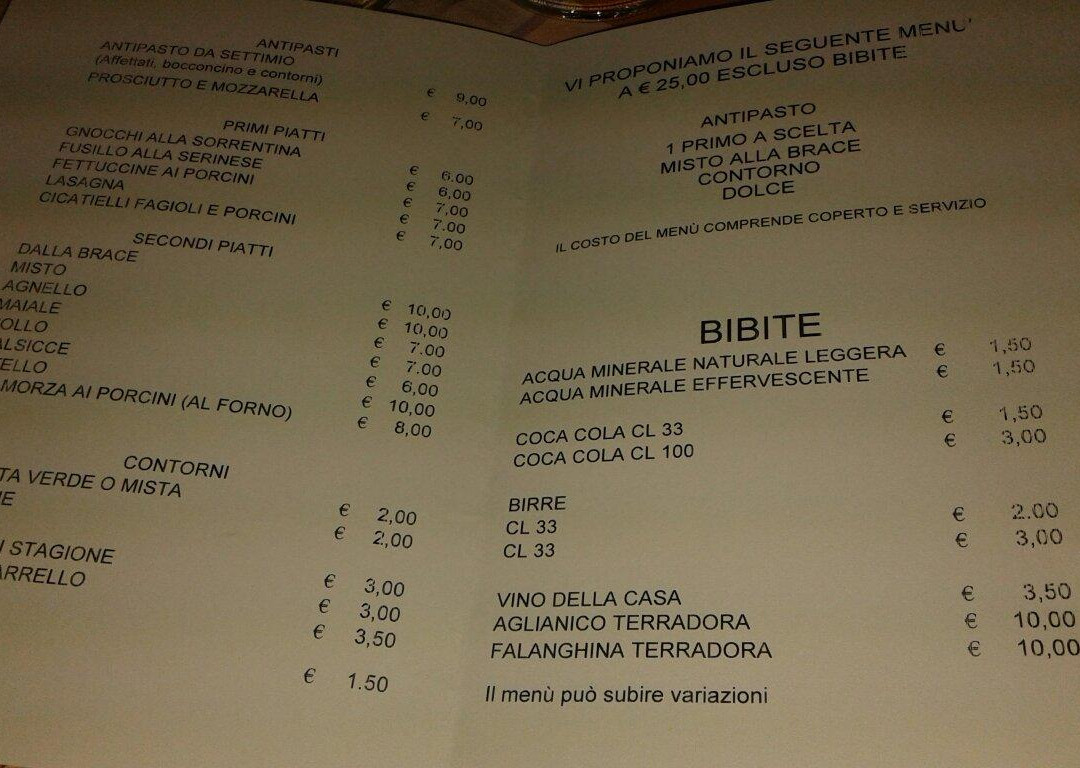 ANTIPASTI
ANTIPASTO DA SETTIMIO € 9,00
(Affettati, bocconcino e contorni)
PROSCIUTTO E MOZZARELLA € 7,00
PRIMI PIATTI
GNOCCHI ALLA SORRENTINA € 6.00
FUSILLO ALLA SERINESE € 6,00
FETTUCCINE AI PORCINI € 7,00
LASAGNA € 7.00
CICATIELLI FAGIOLI E PORCINI € 7,00
SECONDI PIATTI
DALLA BRACE
MISTO € 10,00
AGNELLO € 10,00
MAIALE € 7.00
OLLO € 7.00
ALSICCE € 6,00
ELLO € 10,00
MORZA AI PORCINI (AL FORNO) € 8,00
CONTORNI
TA VERDE O MISTA € 2,00
E € 2,00
I STAGIONE € 3,00
ARRELLO € 3,00
€ 3,50
€ 1.50
VI PROPONIAMO IL SEGUENTE MENU'
A € 25,00 ESCLUSO BIBITE
ANTIPASTO
1 PRIMO A SCELTA
MISTO ALLA BRACE
CONTORNO
DOLCE
IL COSTO DEL MENÙ COMPRENDE COPERTO E SERVIZIO
BIBITE
ACQUA MINERALE NATURALE LEGGERA € 1,50
ACQUA MINERALE EFFERVESCENTE € 1,50
COCA COLA CL 33 € 1,50
COCA COLA CL 100 € 3,00
BIRRE
CL 33 € 2.00
CL 33 € 3,00
VINO DELLA CASA € 3,50
AGLIANICO TERRADORA € 10,00
FALANGHINA TERRADORA € 10,00
Il menù può subire variazioni